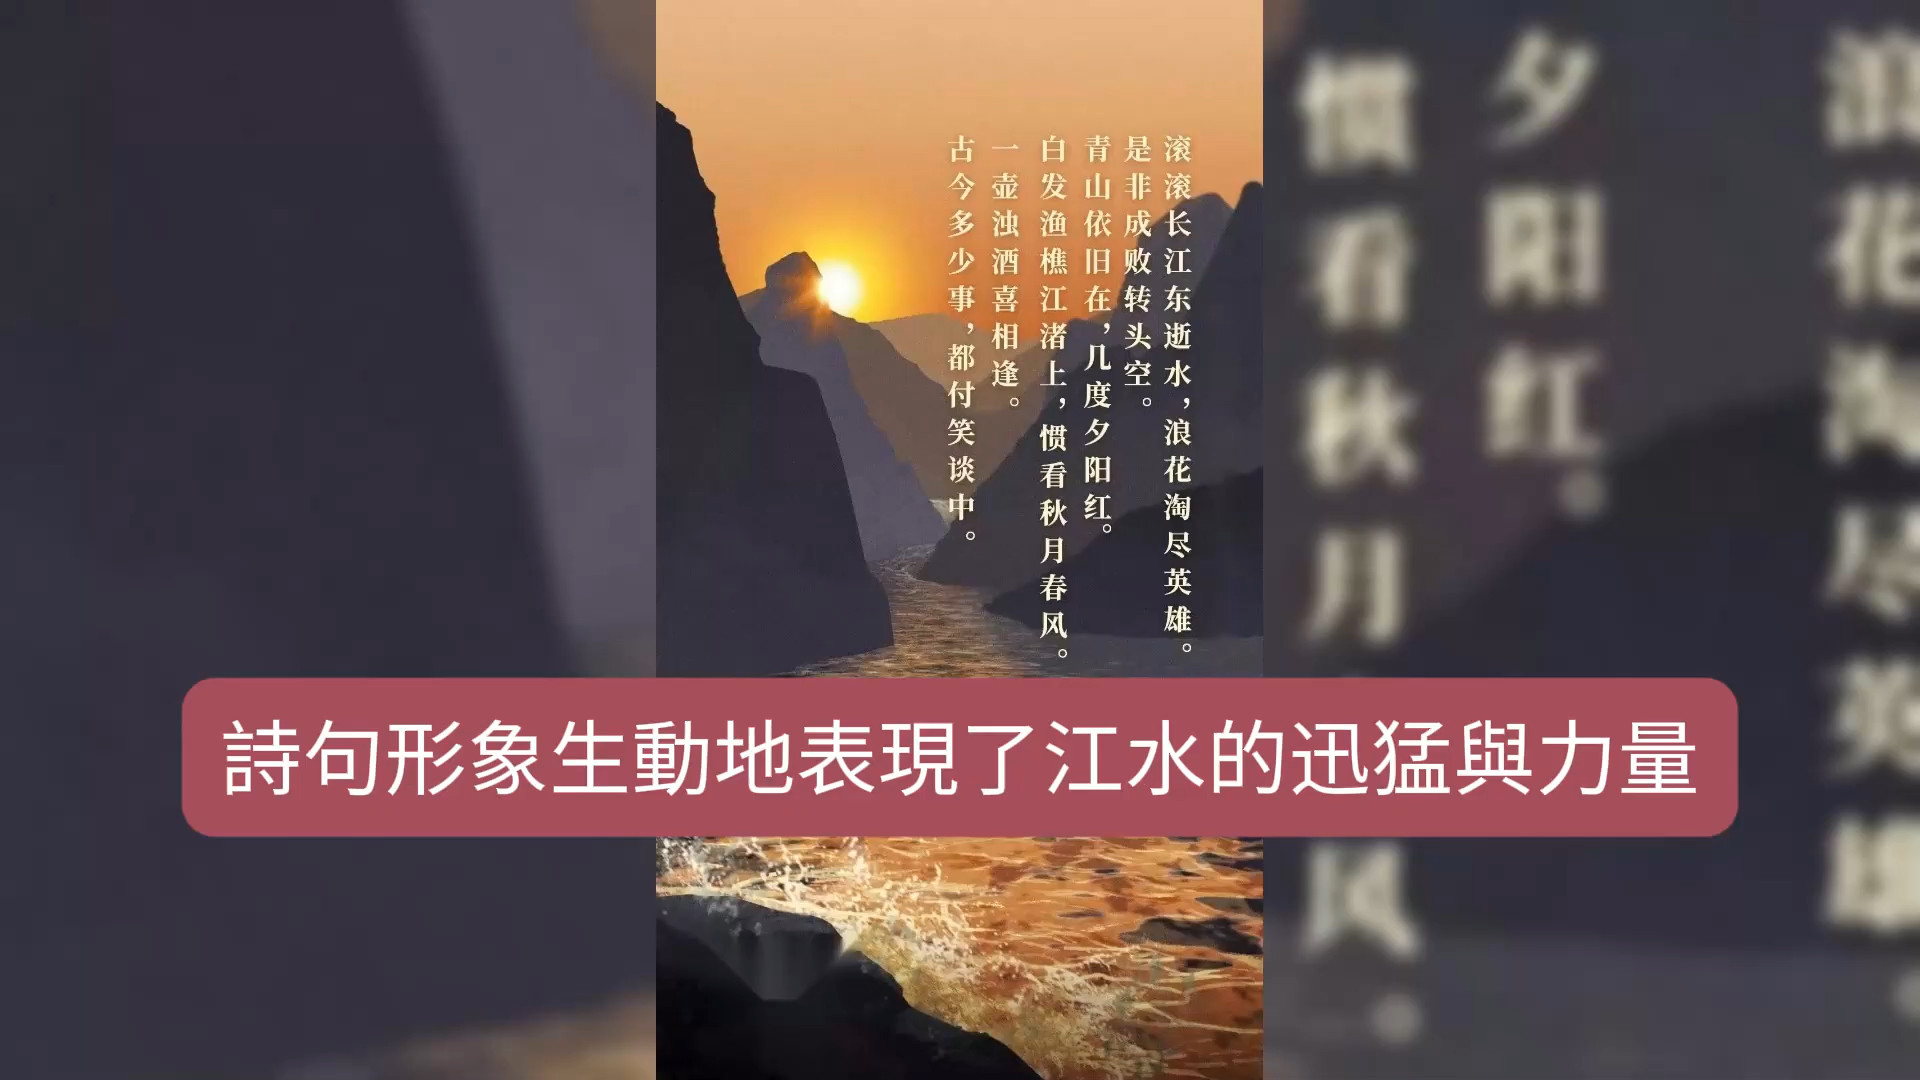 滚滚长江东逝水，浪花淘尽英雄。
是非成败转头空。
青山依旧在，几度夕阳红。
白发渔樵江渚上，惯看秋月春风。
一壶浊酒喜相逢。
古今多少事，都付笑谈中。
詩句形象生動地表現了江水的迅猛與力量